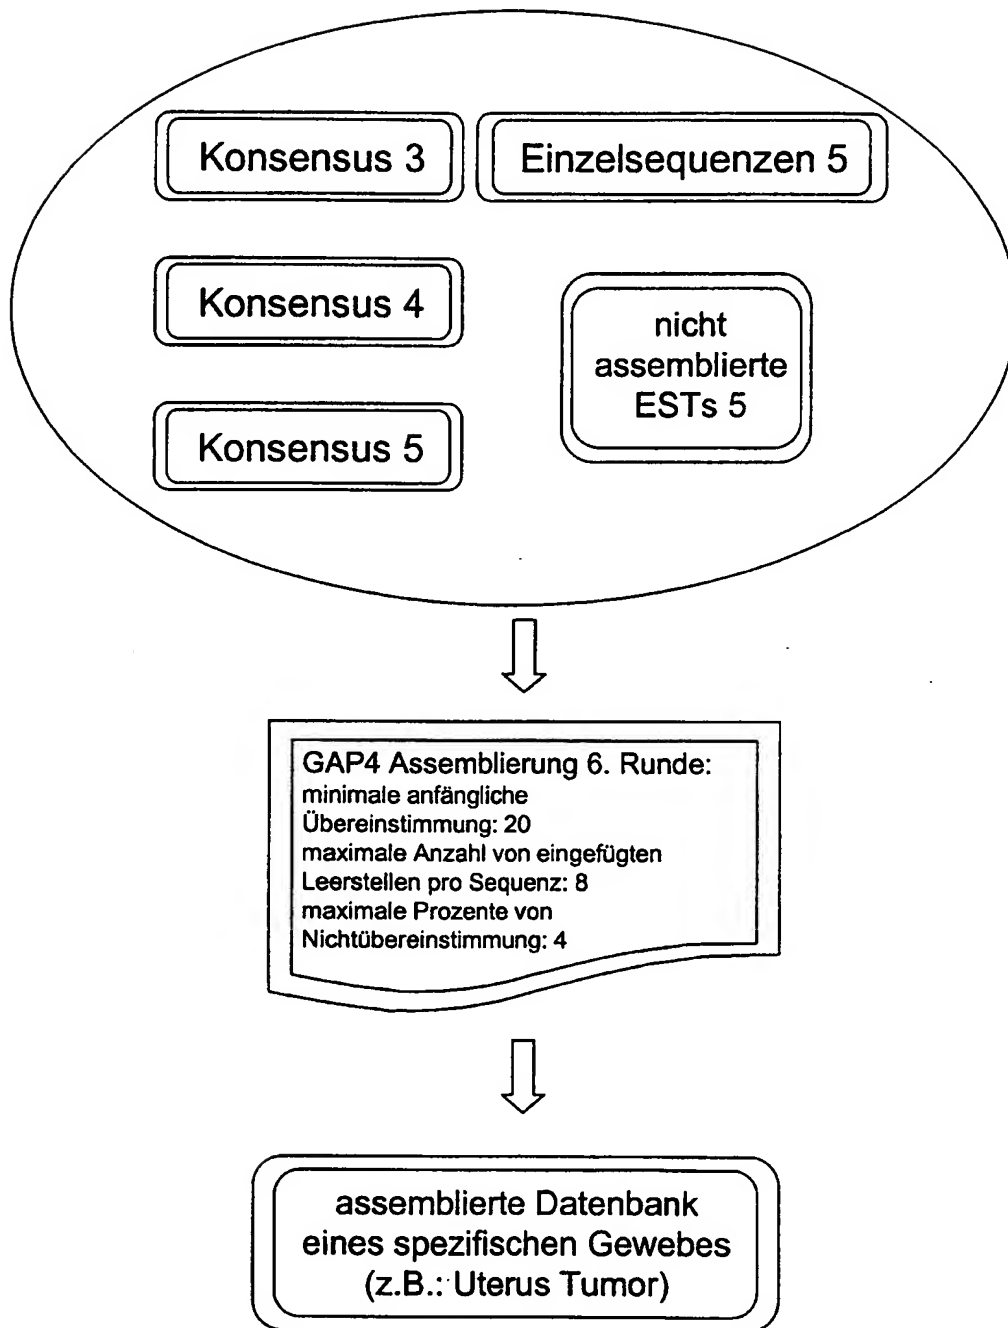 Konsensus 3
Einzelsequenzen 5
Konsensus 4
nicht
assemblierte
ESTs 5
Konsensus 5
GAP4 Assemblierung 6. Runde:
minimale anfängliche
Übereinstimmung: 20
maximale Anzahl von eingefügten
Leerstellen pro Sequenz: 8
maximale Prozente von
Nichtübereinstimmung: 4
assemblierte Datenbank
eines spezifischen Gewebes
(z.B.: Uterus Tumor)